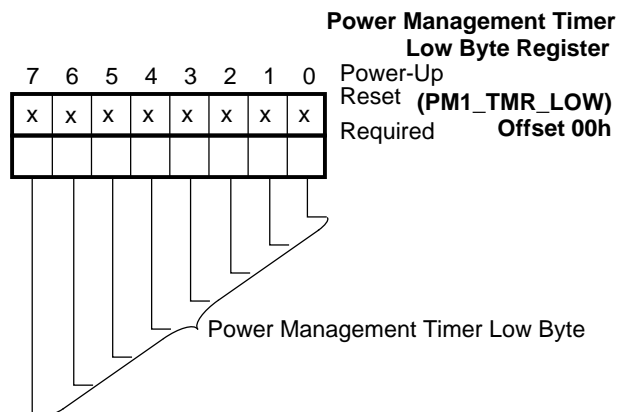 Power Management Timer
Low Byte Register
7 6 5 4 3 2 1 0 Power-Up
x x x x x x x x Reset (PM1_TMR_LOW)
Required Offset 00h
Power Management Timer Low Byte